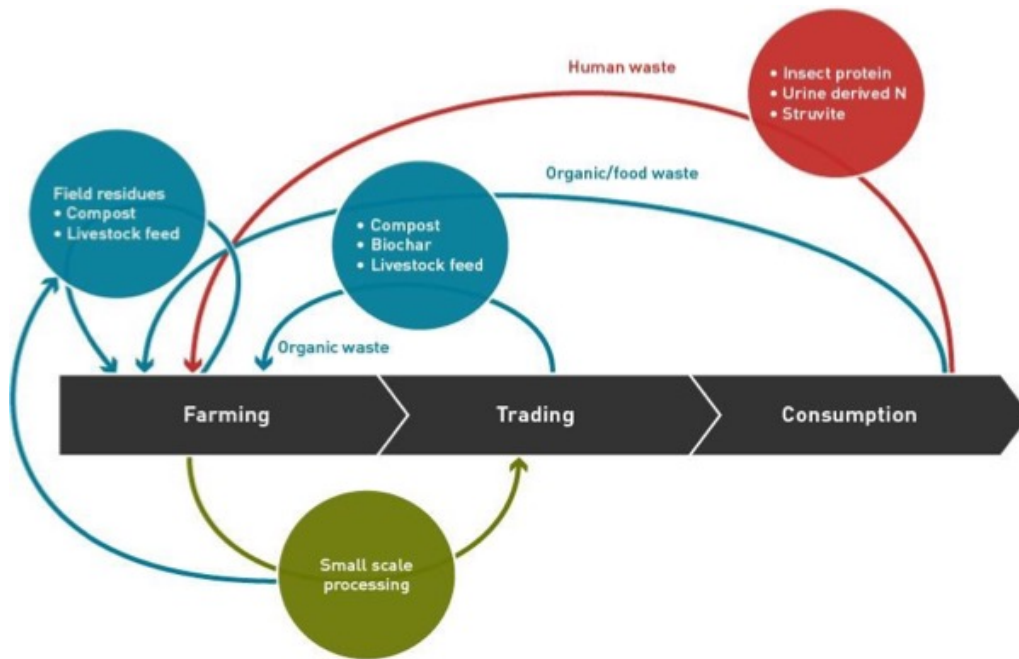 Human waste
• Insect protein
• Urine derived N
• Struvite
Organic/food waste
Field residues
• Compost
• Livestock feed
• Compost
• Biochar
• Livestock feed
Organic waste
Farming
Trading
Consumption
Small scale
processing